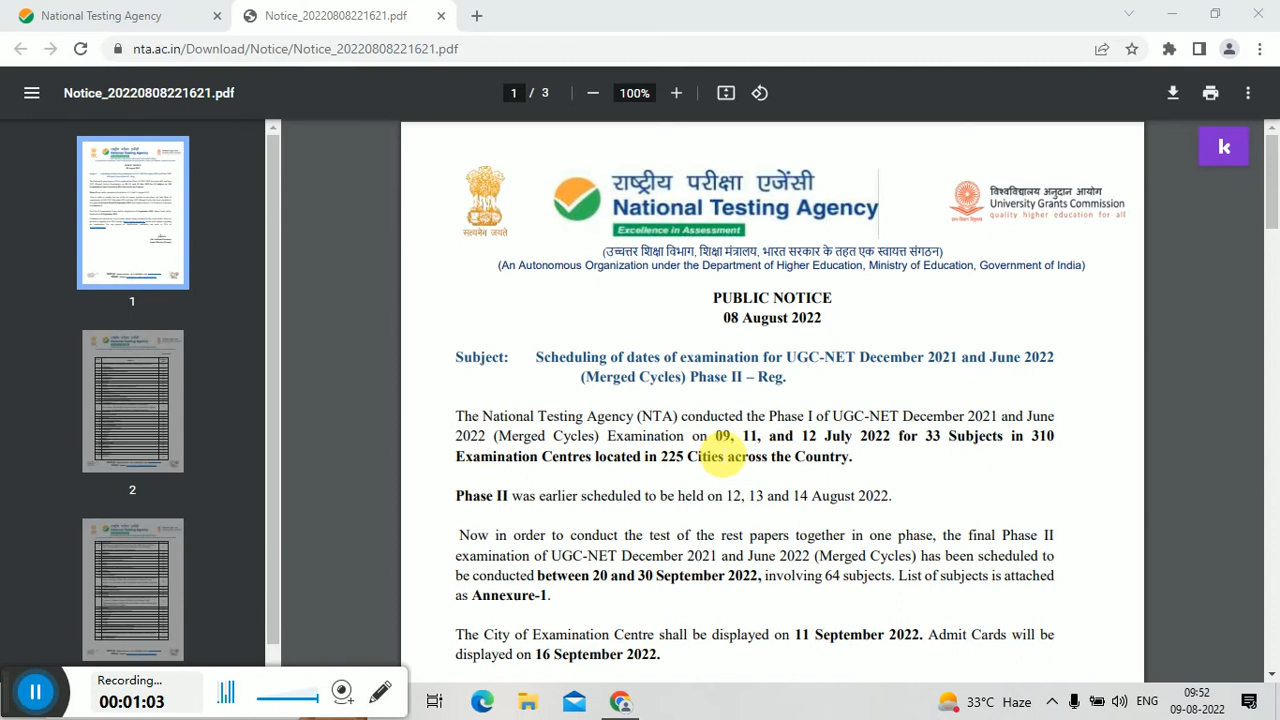 National Testing Agency
Notice_20220808221621.pdf
nta.ac.in/Download/Notice/Notice_20220808221621.pdf
Notice_20220808221621.pdf
1 / 3
100%
k
सत्यमेव जयते
राष्ट्रीय परीक्षा एजेंसी
National Testing Agency
Excellence in Assessment
विश्वविद्यालय अनुदान आयोग
University Grants Commission
quality higher education for all
(उच्चत्तर शिक्षा विभाग, शिक्षा मंत्रालय, भारत सरकार के तहत एक स्वायत्त संगठन)
(An Autonomous Organization under the Department of Higher Education, Ministry of Education, Government of India)
PUBLIC NOTICE
08 August 2022
Subject: Scheduling of dates of examination for UGC-NET December 2021 and June 2022
(Merged Cycles) Phase II – Reg.
The National Testing Agency (NTA) conducted the Phase I of UGC-NET December 2021 and June
2022 (Merged Cycles) Examination on 09, 11, and 12 July 2022 for 33 Subjects in 310
Examination Centres located in 225 Cities across the Country.
Phase II was earlier scheduled to be held on 12, 13 and 14 August 2022.
Now in order to conduct the test of the rest papers together in one phase, the final Phase II
examination of UGC-NET December 2021 and June 2022 (Merged Cycles) has been scheduled to
be conducted between 20 and 30 September 2022, involving 64 subjects. List of subjects is attached
as Annexure-1.
The City of Examination Centre shall be displayed on 11 September 2022. Admit Cards will be
displayed on 16 September 2022.
1
2
Recording...
00:01:03
33°C Haze
ENG
09:52
09-08-2022